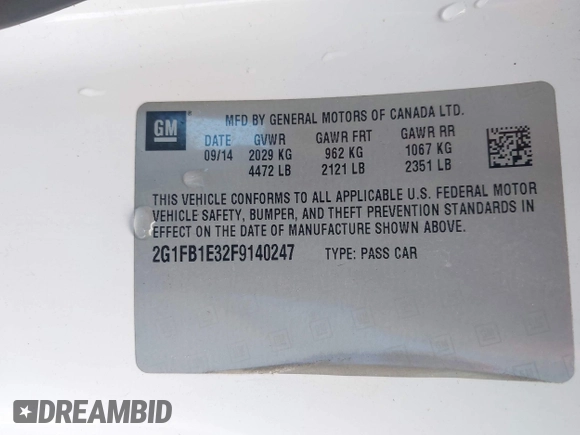 GM
MFD BY GENERAL MOTORS OF CANADA LTD.
DATE GVWR GAWR FRT GAWR RR
09/14 2029 KG 962 KG 1067 KG
4472 LB 2121 LB 2351 LB
THIS VEHICLE CONFORMS TO ALL APPLICABLE U.S. FEDERAL MOTOR
VEHICLE SAFETY, BUMPER, AND THEFT PREVENTION STANDARDS IN
EFFECT ON THE DATE OF MANUFACTURE SHOWN ABOVE.
2G1FB1E32F9140247 TYPE: PASS CAR
DREAMBID